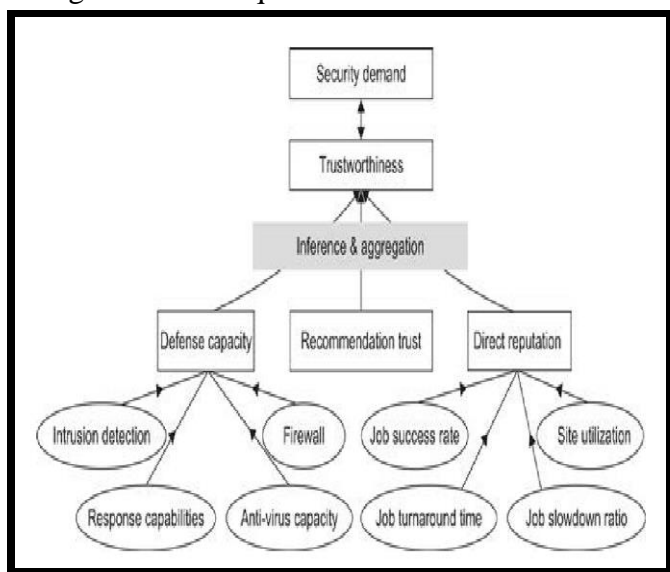 Security demand
Trustworthiness
Inference & aggregation
Defense capacity
Recommendation trust
Direct reputation
Intrusion detection
Firewall
Job success rate
Site utilization
Response capabilities
Anti-virus capacity
Job turnaround time
Job slowdown ratio